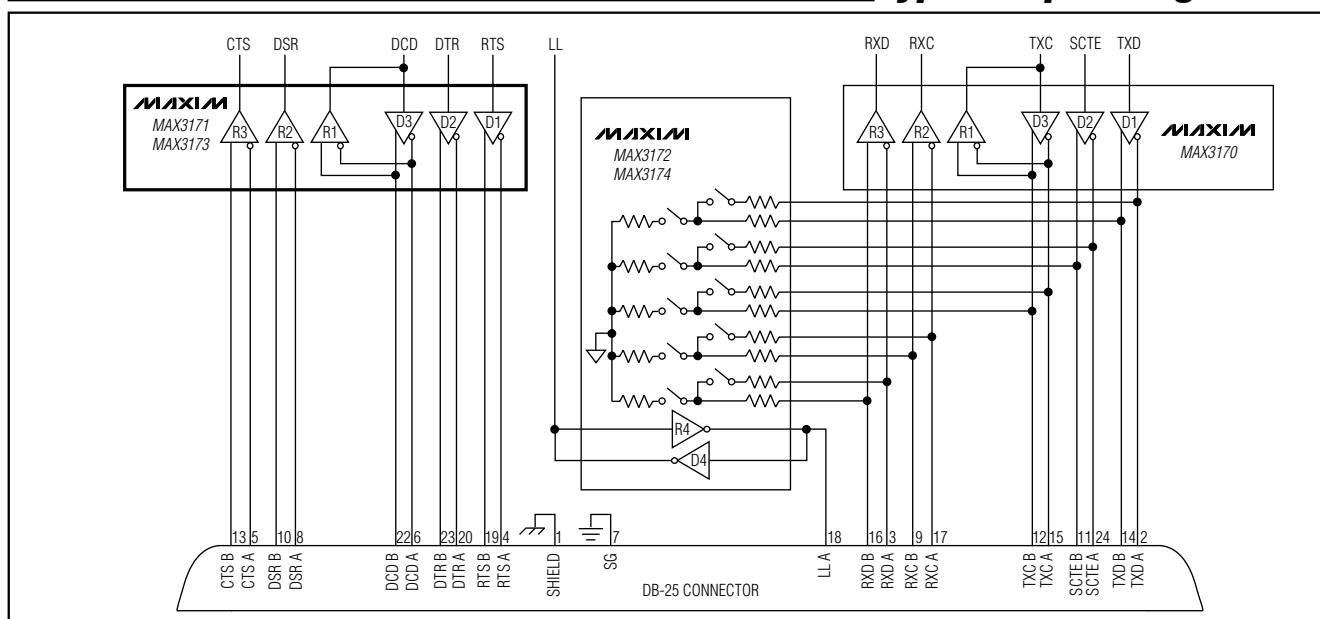 CTS DSR DCD DTR RTS LL RXD RXC TXC SCTE TXD
MAXIM
MAX3171
MAX3173
R3 R2 R1 D3 D2 D1
MAXIM
MAX3172
MAX3174
R3 R2 R1 D3 D2 D1
MAXIM
MAX3170
R4
D4
13 5 10 8 22 6 23 20 19 4 1 7 18 16 3 9 17 12 15 11 24 14 2
CTS B
CTS A
DSR B
DSR A
DCD B
DCD A
DTR B
DTR A
RTS B
RTS A
SHIELD
SG
LL A
RXD B
RXD A
RXC B
RXC A
TXC B
TXC A
SCTE B
SCTE A
TXD B
TXD A
DB-25 CONNECTOR